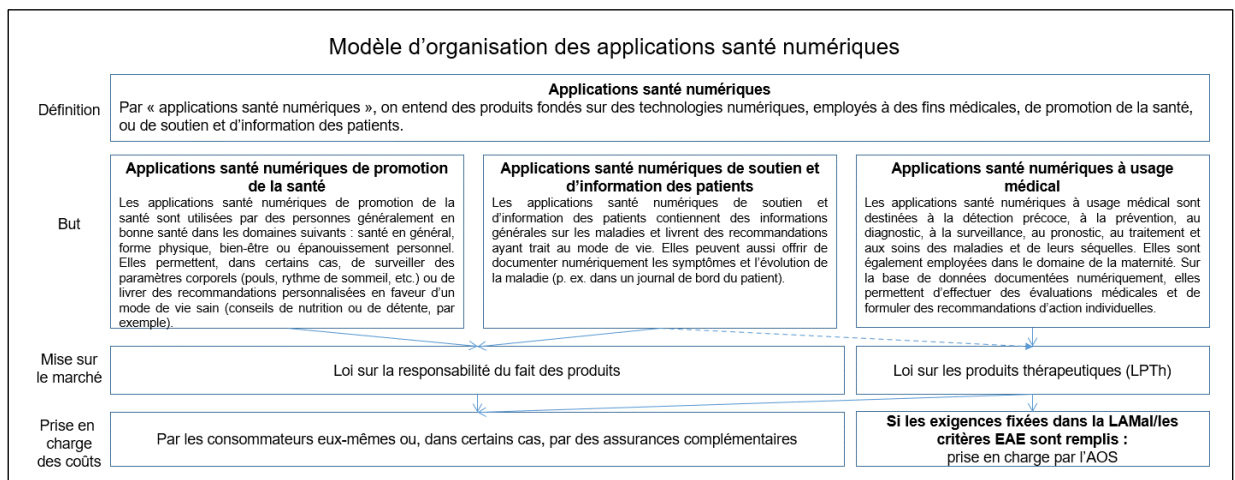 Modèle d’organisation des applications santé numériques
Définition
Applications santé numériques
Par « applications santé numériques », on entend des produits fondés sur des technologies numériques, employés à des fins médicales, de promotion de la santé,
ou de soutien et d’information des patients.
But
Applications santé numériques de promotion
de la santé
Les applications santé numériques de promotion de la
santé sont utilisées par des personnes généralement en
bonne santé dans les domaines suivants : santé en général,
forme physique, bien-être ou épanouissement personnel.
Elles permettent, dans certains cas, de surveiller des
paramètres corporels (pouls, rythme de sommeil, etc.) ou de
livrer des recommandations personnalisées en faveur d’un
mode de vie sain (conseils de nutrition ou de détente, par
exemple).
Applications santé numériques de soutien et
d’information des patients
Les applications santé numériques de soutien et
d’information des patients contiennent des informations
générales sur les maladies et livrent des recommandations
ayant trait au mode de vie. Elles peuvent aussi offrir de
documenter numériquement les symptômes et l’évolution de
la maladie (p. ex. dans un journal de bord du patient).
Applications santé numériques à usage
médical
Les applications santé numériques à usage médical sont
destinées à la détection précoce, à la prévention, au
diagnostic, à la surveillance, au pronostic, au traitement et
aux soins des maladies et de leurs séquelles. Elles sont
également employées dans le domaine de la maternité. Sur
la base de données documentées numériquement, elles
permettent d’effectuer des évaluations médicales et de
formuler des recommandations d’action individuelles.
Mise sur
le marché
Loi sur la responsabilité du fait des produits
Loi sur les produits thérapeutiques (LPTh)
Prise en
charge
des coûts
Par les consommateurs eux-mêmes ou, dans certains cas, par des assurances complémentaires
Si les exigences fixées dans la LAMal/les
critères EAE sont remplis :
prise en charge par l’AOS